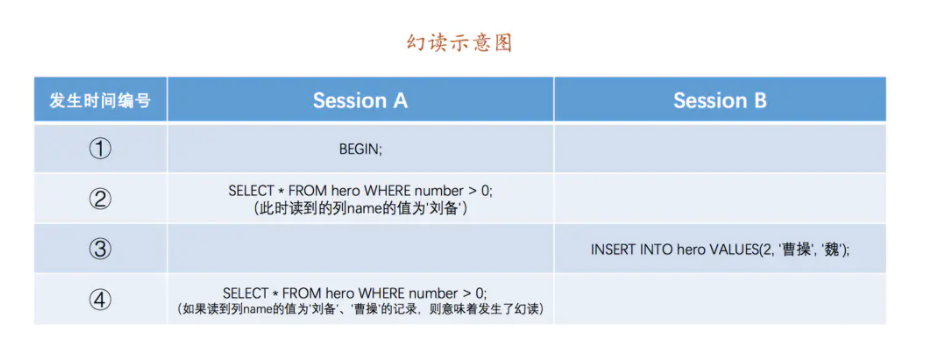 幻读示意图
发生时间编号 Session A Session B
① BEGIN;
② SELECT * FROM hero WHERE number > 0;
(此时读到的列name的值为'刘备')
③ INSERT INTO hero VALUES(2, '曹操', '魏');
④ SELECT * FROM hero WHERE number > 0;
(如果读到列name的值为'刘备'、'曹操'的记录，则意味着发生了幻读)